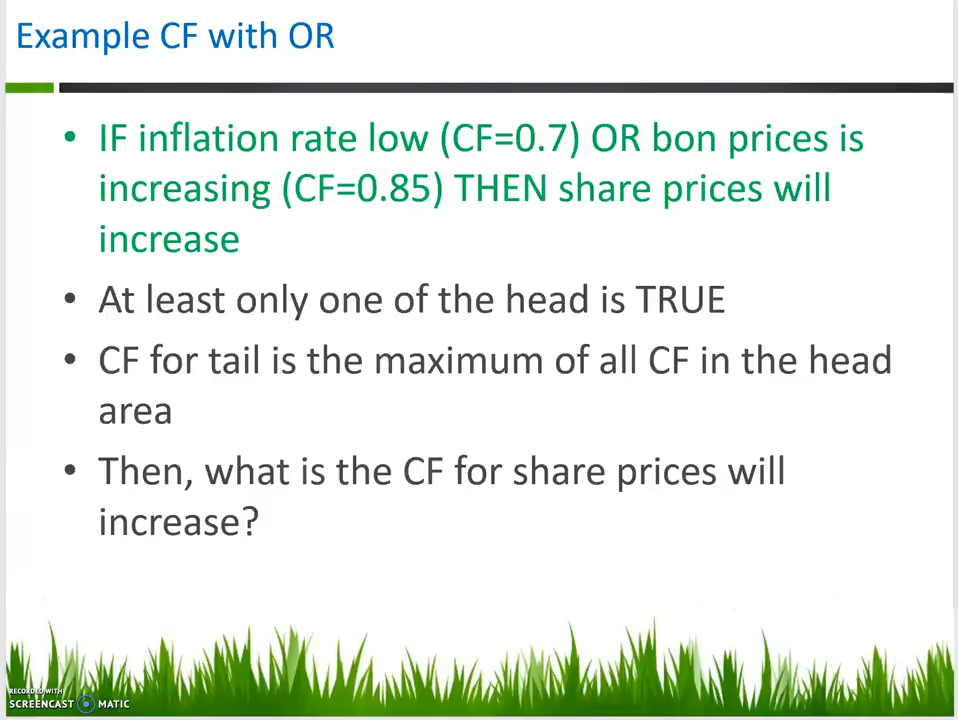 Example CF with OR
• IF inflation rate low (CF=0.7) OR bon prices is
increasing (CF=0.85) THEN share prices will
increase
• At least only one of the head is TRUE
• CF for tail is the maximum of all CF in the head
area
• Then, what is the CF for share prices will
increase?
RECORDED WITH
SCREENCAST MATIC